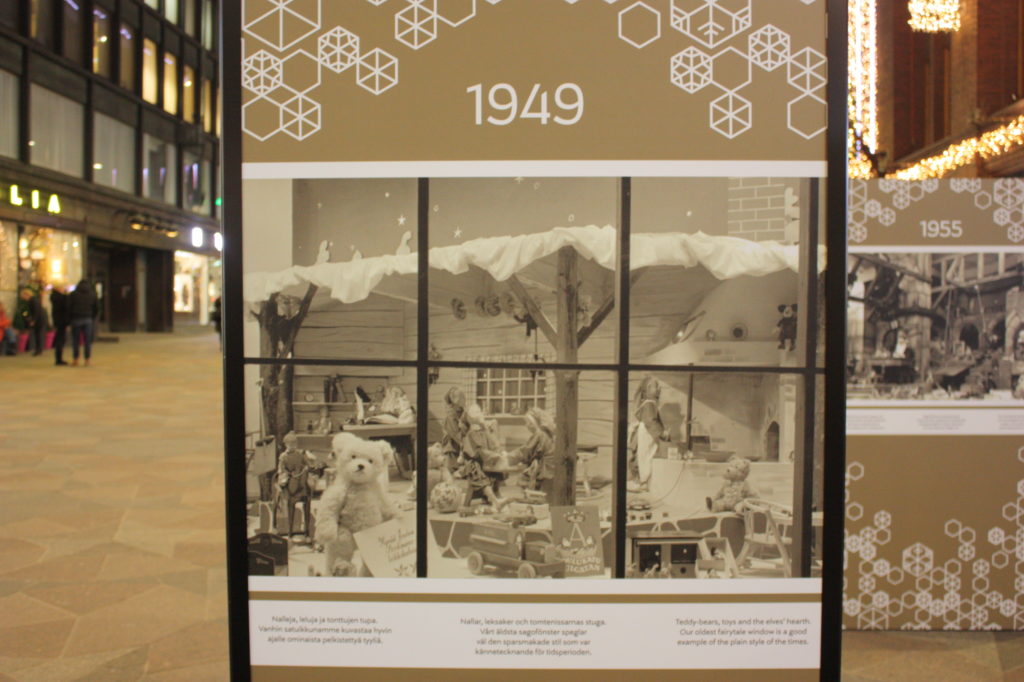 1949
LIA
1955
Nalleja, leluja ja tonttujen tupa.
Vanhin satuikkunamme kuvastaa hyvin
ajalle ominaista pelkistettyä tyyliä.
Nallar, leksaker och tomtenissarnas stuga.
Vårt äldsta sagofönster speglar
väl den sparsmakade stil som var
kännetecknande för tidsperioden.
Teddy-bears, toys and the elves' hearth.
Our oldest fairytale window is a good
example of the plain style of the times.